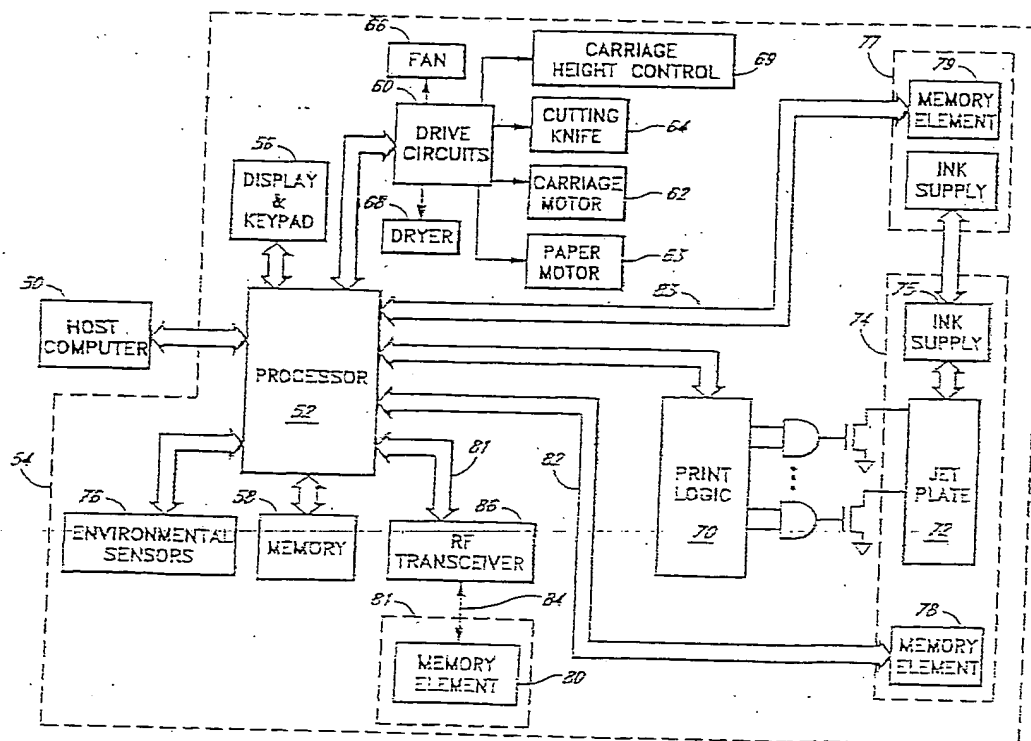 66
FAN
60
DRIVE
CIRCUITS
68
DRYER
CARRIAGE
HEIGHT CONTROL
69
CUTTING
KNIFE
64
CARRIAGE
MOTOR
62
PAPER
MOTOR
63
77
79
MEMORY
ELEMENT
INK
SUPPLY
56
DISPLAY
&
KEYPAD
50
HOST
COMPUTER
PROCESSOR
52
83
74
75
INK
SUPPLY
54
76
ENVIRONMENTAL
SENSORS
58
MEMORY
81
86
RF
TRANSCEIVER
84
81
MEMORY
ELEMENT
80
82
PRINT
LOGIC
70
JET
PLATE
72
78
MEMORY
ELEMENT